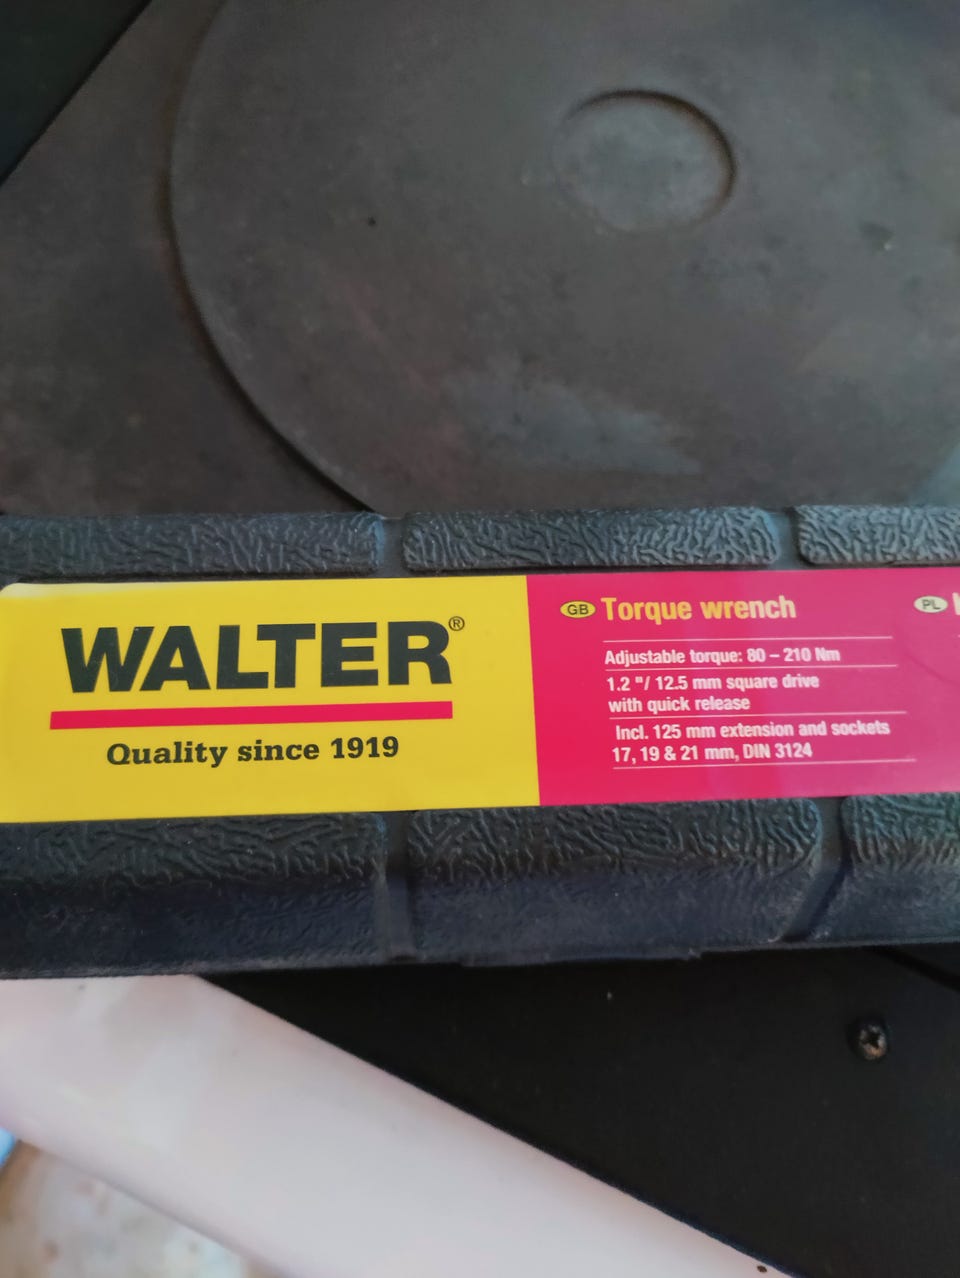 WALTER®
Quality since 1919
GB Torque wrench
Adjustable torque: 80 – 210 Nm
1.2 "/ 12.5 mm square drive
with quick release
Incl. 125 mm extension and sockets
17, 19 & 21 mm, DIN 3124
PL